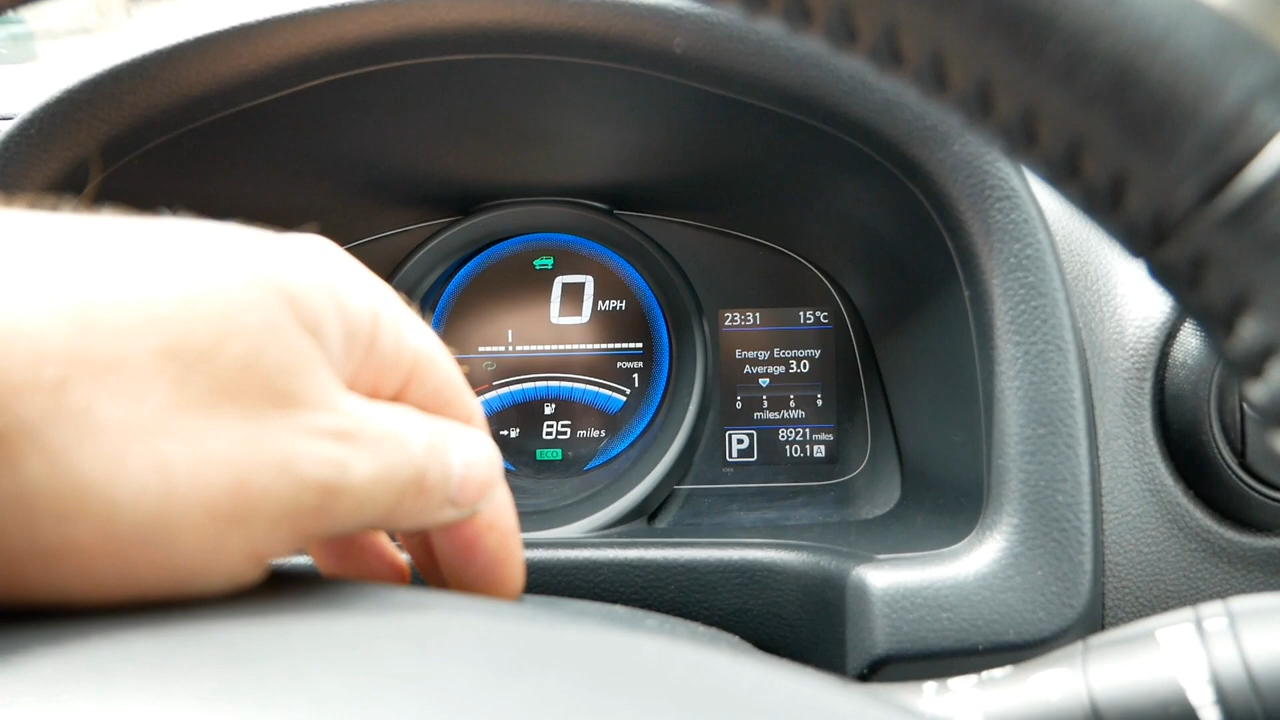 0 MPH
POWER
1
85 miles
ECO
23:31 15℃
Energy Economy
Average 3.0
0 3 6 9
miles/kWh
P 8921 miles
10.1 A